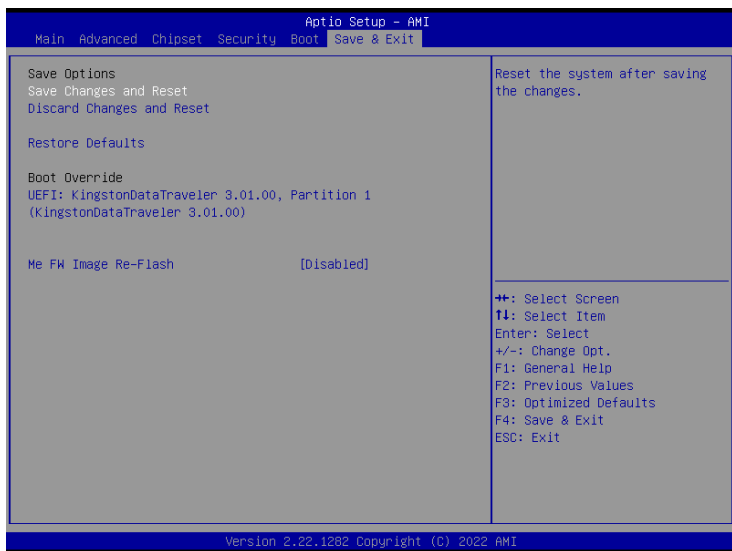 Aptio Setup – AMI
Main Advanced Chipset Security Boot Save & Exit
Save Options
Save Changes and Reset
Discard Changes and Reset
Restore Defaults
Boot Override
UEFI: KingstonDataTraveler 3.01.00, Partition 1
(KingstonDataTraveler 3.01.00)
Me FW Image Re-Flash [Disabled]
Reset the system after saving
the changes.
→←: Select Screen
↑↓: Select Item
Enter: Select
+/-: Change Opt.
F1: General Help
F2: Previous Values
F3: Optimized Defaults
F4: Save & Exit
ESC: Exit
Version 2.22.1282 Copyright (C) 2022 AMI